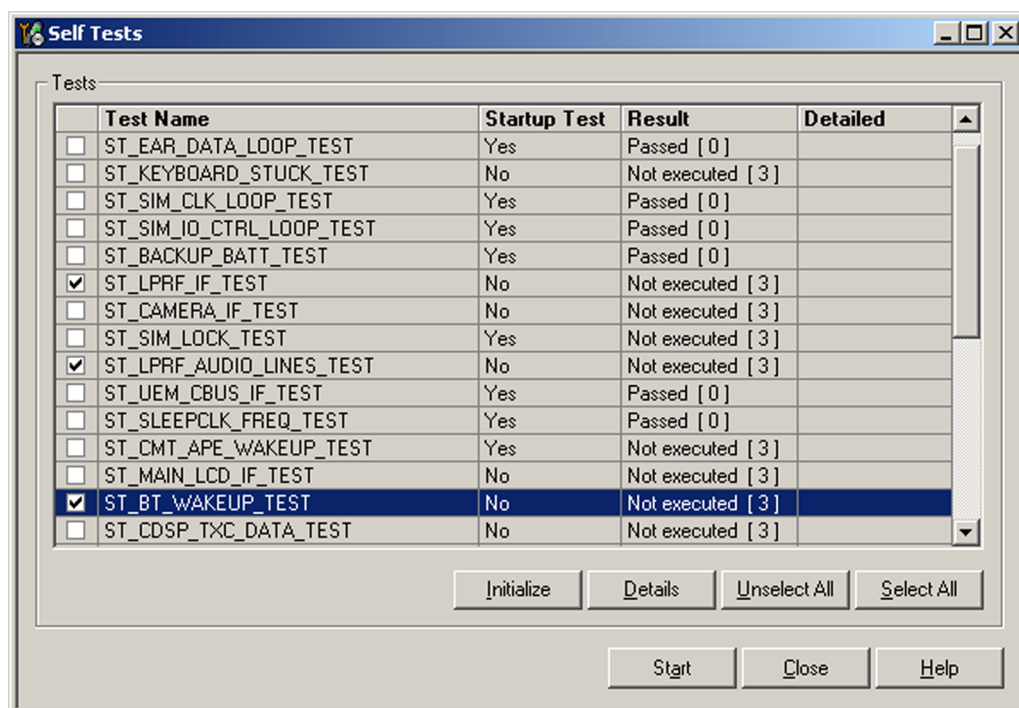 Self Tests
Tests
Test Name Startup Test Result Detailed
ST_EAR_DATA_LOOP_TEST Yes Passed [ 0 ]
ST_KEYBOARD_STUCK_TEST No Not executed [ 3 ]
ST_SIM_CLK_LOOP_TEST Yes Passed [ 0 ]
ST_SIM_IO_CTRL_LOOP_TEST Yes Passed [ 0 ]
ST_BACKUP_BATT_TEST Yes Passed [ 0 ]
ST_LPRF_IF_TEST No Not executed [ 3 ]
ST_CAMERA_IF_TEST No Not executed [ 3 ]
ST_SIM_LOCK_TEST Yes Not executed [ 3 ]
ST_LPRF_AUDIO_LINES_TEST No Not executed [ 3 ]
ST_UEM_CBUS_IF_TEST Yes Passed [ 0 ]
ST_SLEEPCLK_FREQ_TEST Yes Passed [ 0 ]
ST_CMT_APE_WAKEUP_TEST Yes Not executed [ 3 ]
ST_MAIN_LCD_IF_TEST No Not executed [ 3 ]
ST_BT_WAKEUP_TEST No Not executed [ 3 ]
ST_CDSP_TXC_DATA_TEST No Not executed [ 3 ]
Initialize Details Unselect All Select All
Start Close Help